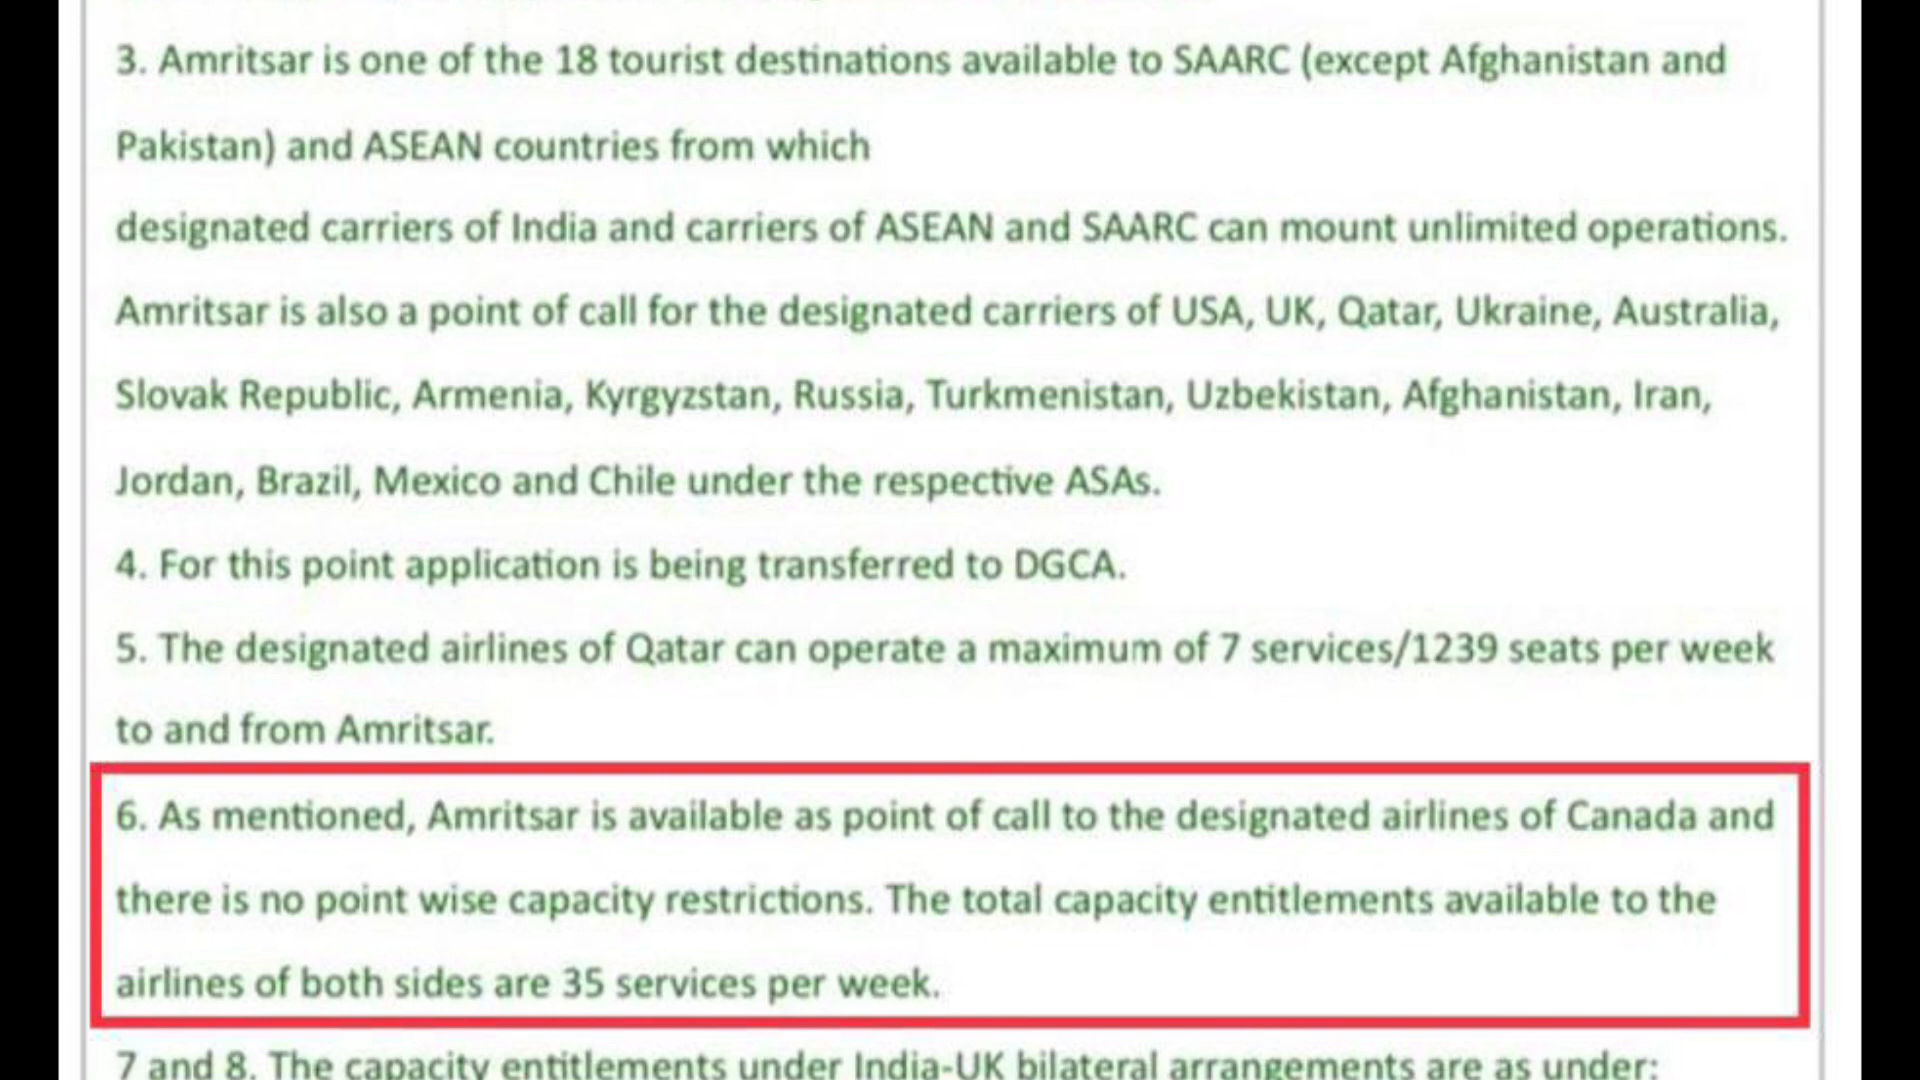 3. Amritsar is one of the 18 tourist destinations available to SAARC (except Afghanistan and
Pakistan) and ASEAN countries from which
designated carriers of India and carriers of ASEAN and SAARC can mount unlimited operations.
Amritsar is also a point of call for the designated carriers of USA, UK, Qatar, Ukraine, Australia,
Slovak Republic, Armenia, Kyrgyzstan, Russia, Turkmenistan, Uzbekistan, Afghanistan, Iran,
Jordan, Brazil, Mexico and Chile under the respective ASAs.
4. For this point application is being transferred to DGCA.
5. The designated airlines of Qatar can operate a maximum of 7 services/1239 seats per week
to and from Amritsar.
6. As mentioned, Amritsar is available as point of call to the designated airlines of Canada and
there is no point wise capacity restrictions. The total capacity entitlements available to the
airlines of both sides are 35 services per week.
7 and 8. The capacity entitlements under India-UK bilateral arrangements are as under: